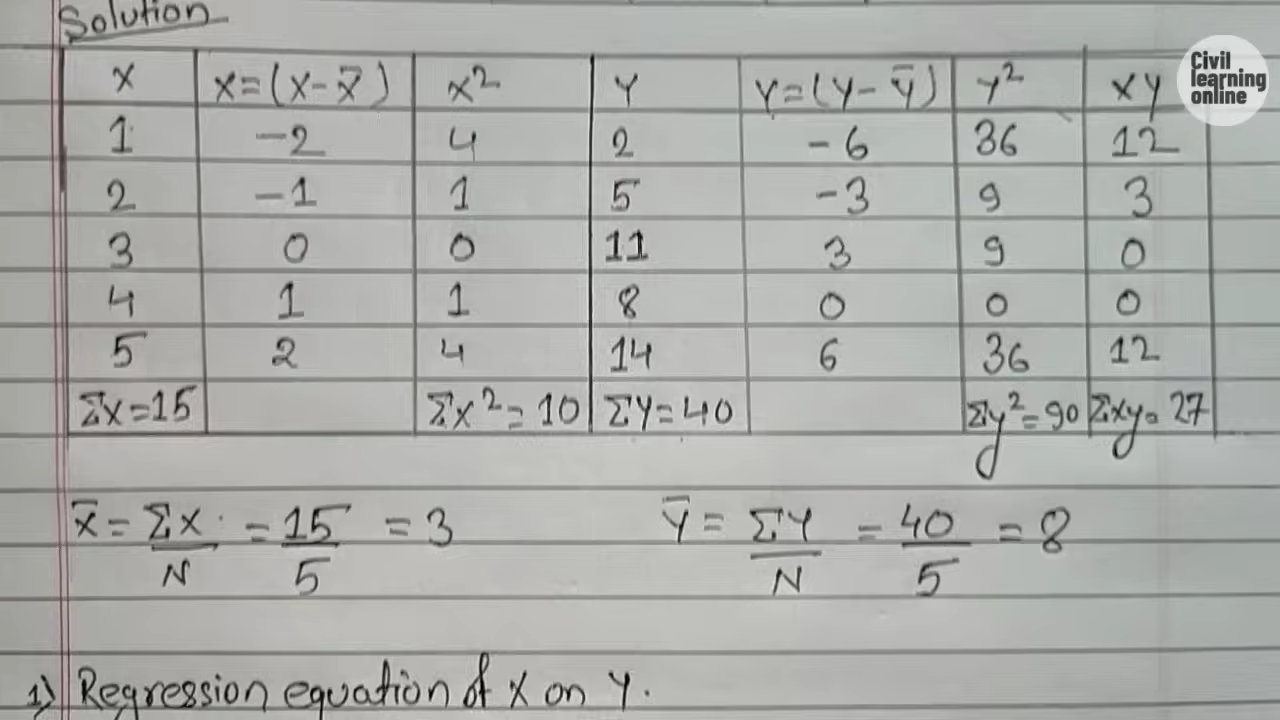 Solution
X X=(X-X̄) X² Y Y=(Y-Ȳ) Y² XY
1 -2 4 2 -6 36 12
2 -1 1 5 -3 9 3
3 0 0 11 3 9 0
4 1 1 8 0 0 0
5 2 4 14 6 36 12
ΣX=15 Σx²=10 ΣY=40 Σy²=90 Σxy=27
X̄ = ΣX/N = 15/5 = 3 Ȳ = ΣY/N = 40/5 = 8
1) Regression equation of X on Y.
Civil
learning
online